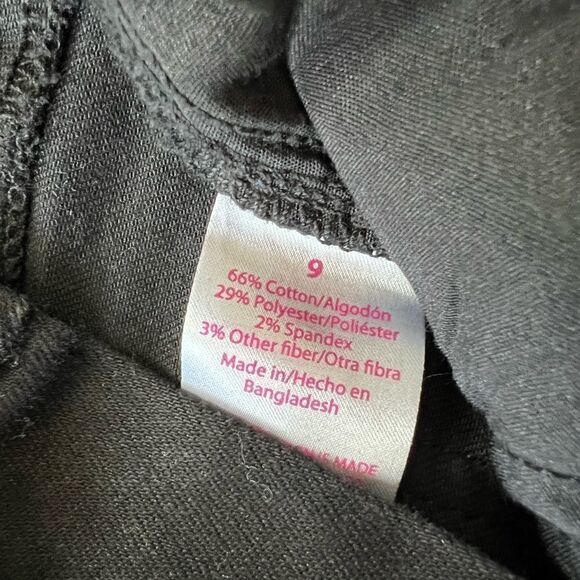 9
66% Cotton/Algodón
29% Polyester/Poliéster
2% Spandex
3% Other fiber/Otra fibra
Made in/Hecho en
Bangladesh
MADE